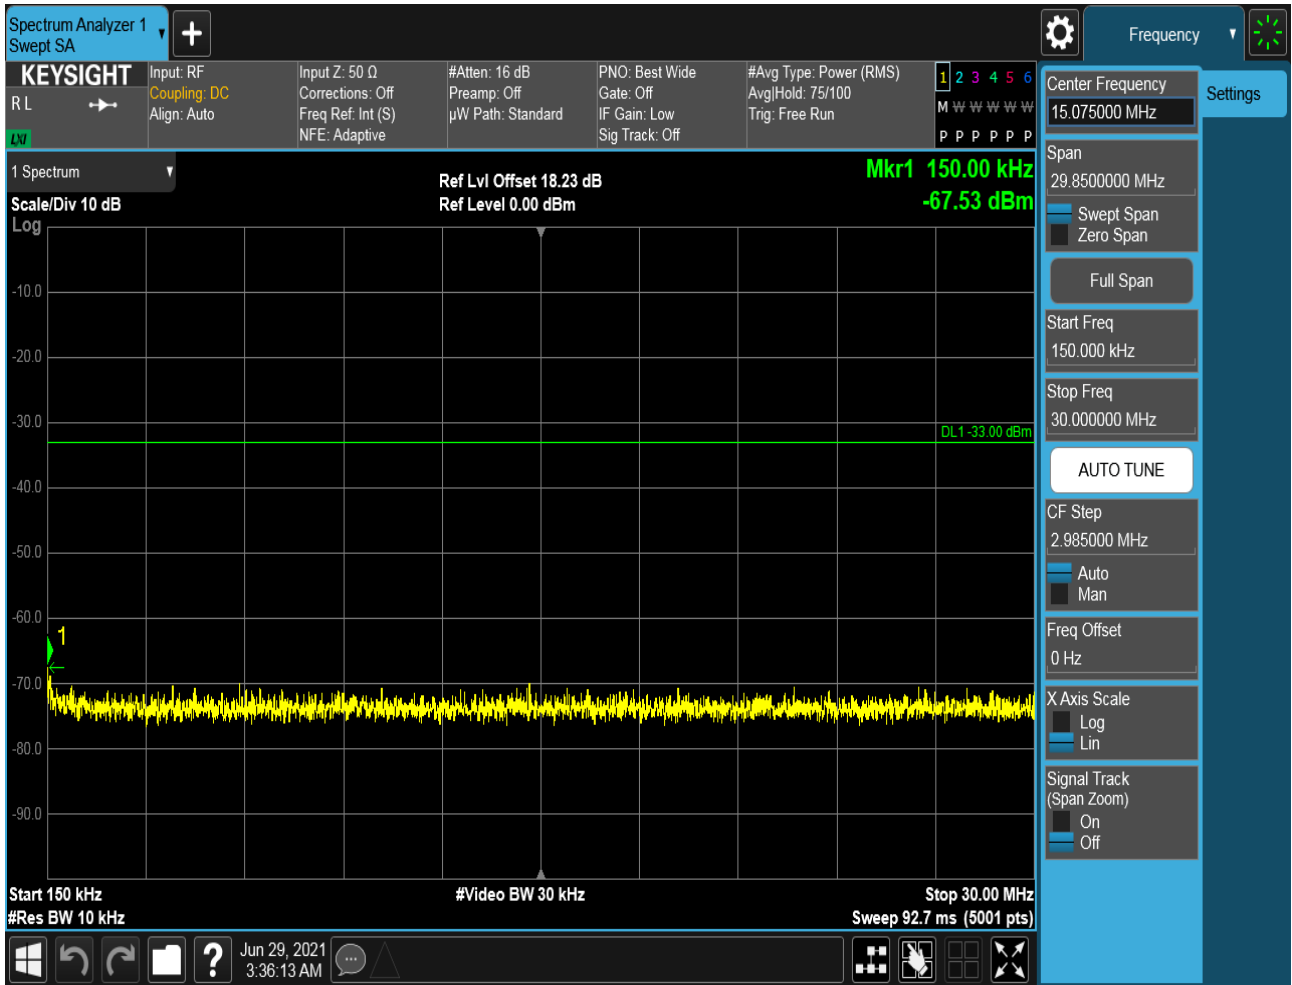 Spectrum Analyzer 1
Swept SA
Frequency
KEYSIGHT
R L
LXI
Input: RF
Coupling: DC
Align: Auto
Input Z: 50 Ω
Corrections: Off
Freq Ref: Int (S)
NFE: Adaptive
#Atten: 16 dB
Preamp: Off
µW Path: Standard
PNO: Best Wide
Gate: Off
IF Gain: Low
Sig Track: Off
#Avg Type: Power (RMS)
Avg|Hold: 75/100
Trig: Free Run
1 2 3 4 5 6
M W W W W W
P P P P P P
1 Spectrum
Scale/Div 10 dB
Log
Ref Lvl Offset 18.23 dB
Ref Level 0.00 dBm
Mkr1 150.00 kHz
-67.53 dBm
-10.0
-20.0
-30.0
DL1 -33.00 dBm
-40.0
-50.0
-60.0
1
-70.0
-80.0
-90.0
Start 150 kHz
#Video BW 30 kHz
Stop 30.00 MHz
#Res BW 10 kHz
Sweep 92.7 ms (5001 pts)
Center Frequency
15.075000 MHz
Settings
Span
29.8500000 MHz
Swept Span
Zero Span
Full Span
Start Freq
150.000 kHz
Stop Freq
30.000000 MHz
AUTO TUNE
CF Step
2.985000 MHz
Auto
Man
Freq Offset
0 Hz
X Axis Scale
Log
Lin
Signal Track
(Span Zoom)
On
Off
?
Jun 29, 2021
3:36:13 AM